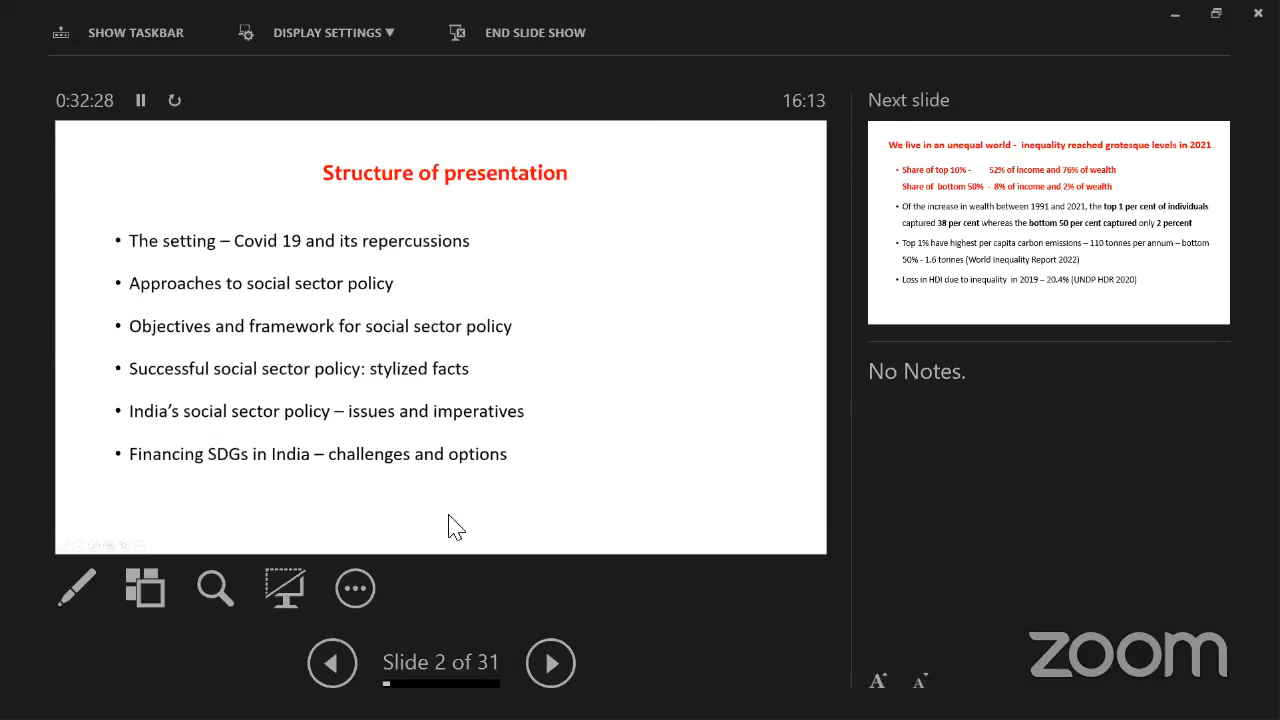 SHOW TASKBAR
DISPLAY SETTINGS ▼
END SLIDE SHOW
0:32:28
16:13
Structure of presentation
• The setting – Covid 19 and its repercussions
• Approaches to social sector policy
• Objectives and framework for social sector policy
• Successful social sector policy: stylized facts
• India's social sector policy – issues and imperatives
• Financing SDGs in India – challenges and options
Slide 2 of 31
Next slide
We live in an unequal world - inequality reached grotesque levels in 2021
• Share of top 10% - 52% of income and 76% of wealth
Share of bottom 50% - 8% of income and 2% of wealth
• Of the increase in wealth between 1991 and 2021, the top 1 per cent of individuals
captured 38 per cent whereas the bottom 50 per cent captured only 2 percent
• Top 1% have highest per capita carbon emissions – 110 tonnes per annum – bottom
50% - 1.6 tonnes (World Inequality Report 2022)
• Loss in HDI due to inequality in 2019 – 20.4% (UNDP HDR 2020)
No Notes.
A A
zoom